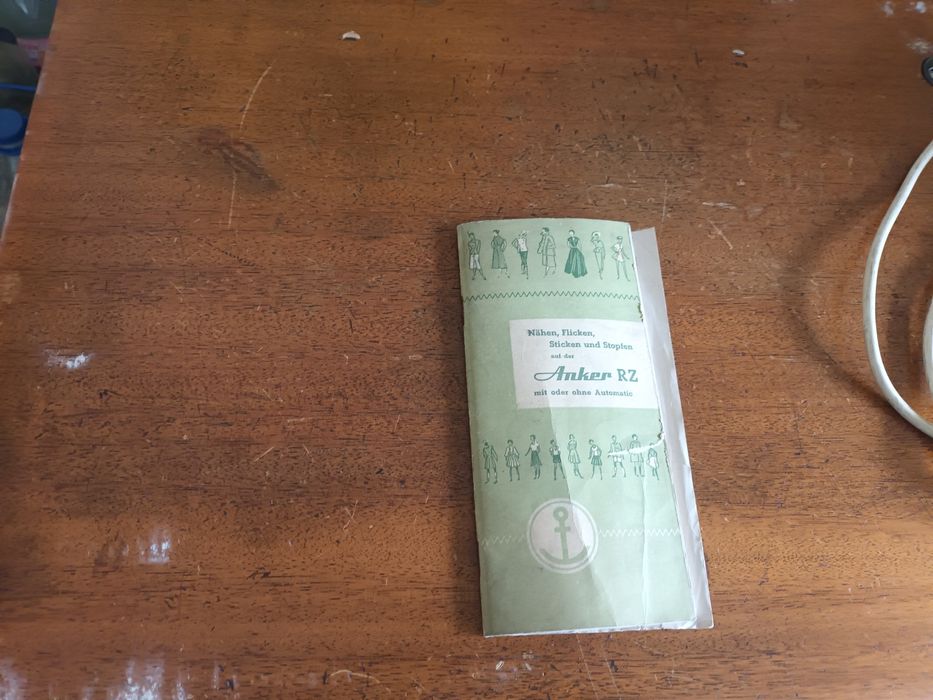 Nähen, Flicken,
Sticken und Stopfen
auf der
Anker RZ
mit oder ohne Automatic